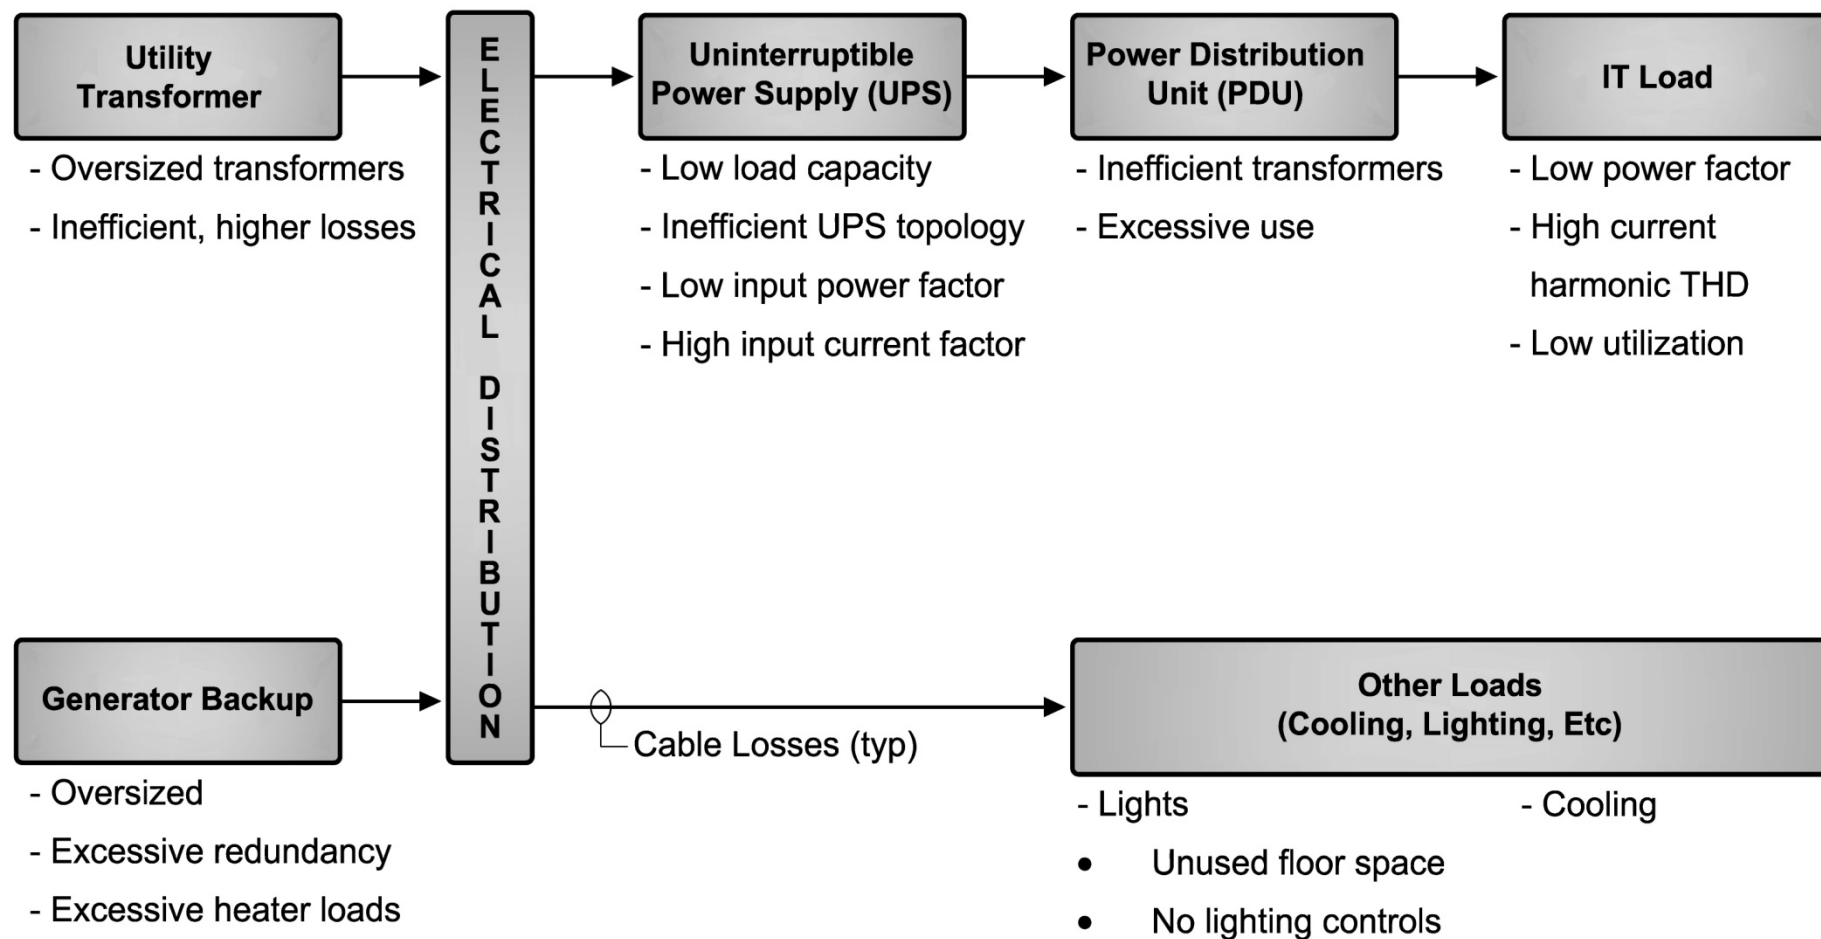 Utility
Transformer
- Oversized transformers
- Inefficient, higher losses
ELECTRICAL DISTRIBUTION
Uninterruptible
Power Supply (UPS)
- Low load capacity
- Inefficient UPS topology
- Low input power factor
- High input current factor
Power Distribution
Unit (PDU)
- Inefficient transformers
- Excessive use
IT Load
- Low power factor
- High current
harmonic THD
- Low utilization
Generator Backup
- Oversized
- Excessive redundancy
- Excessive heater loads
Cable Losses (typ)
Other Loads
(Cooling, Lighting, Etc)
- Lights
• Unused floor space
• No lighting controls
- Cooling